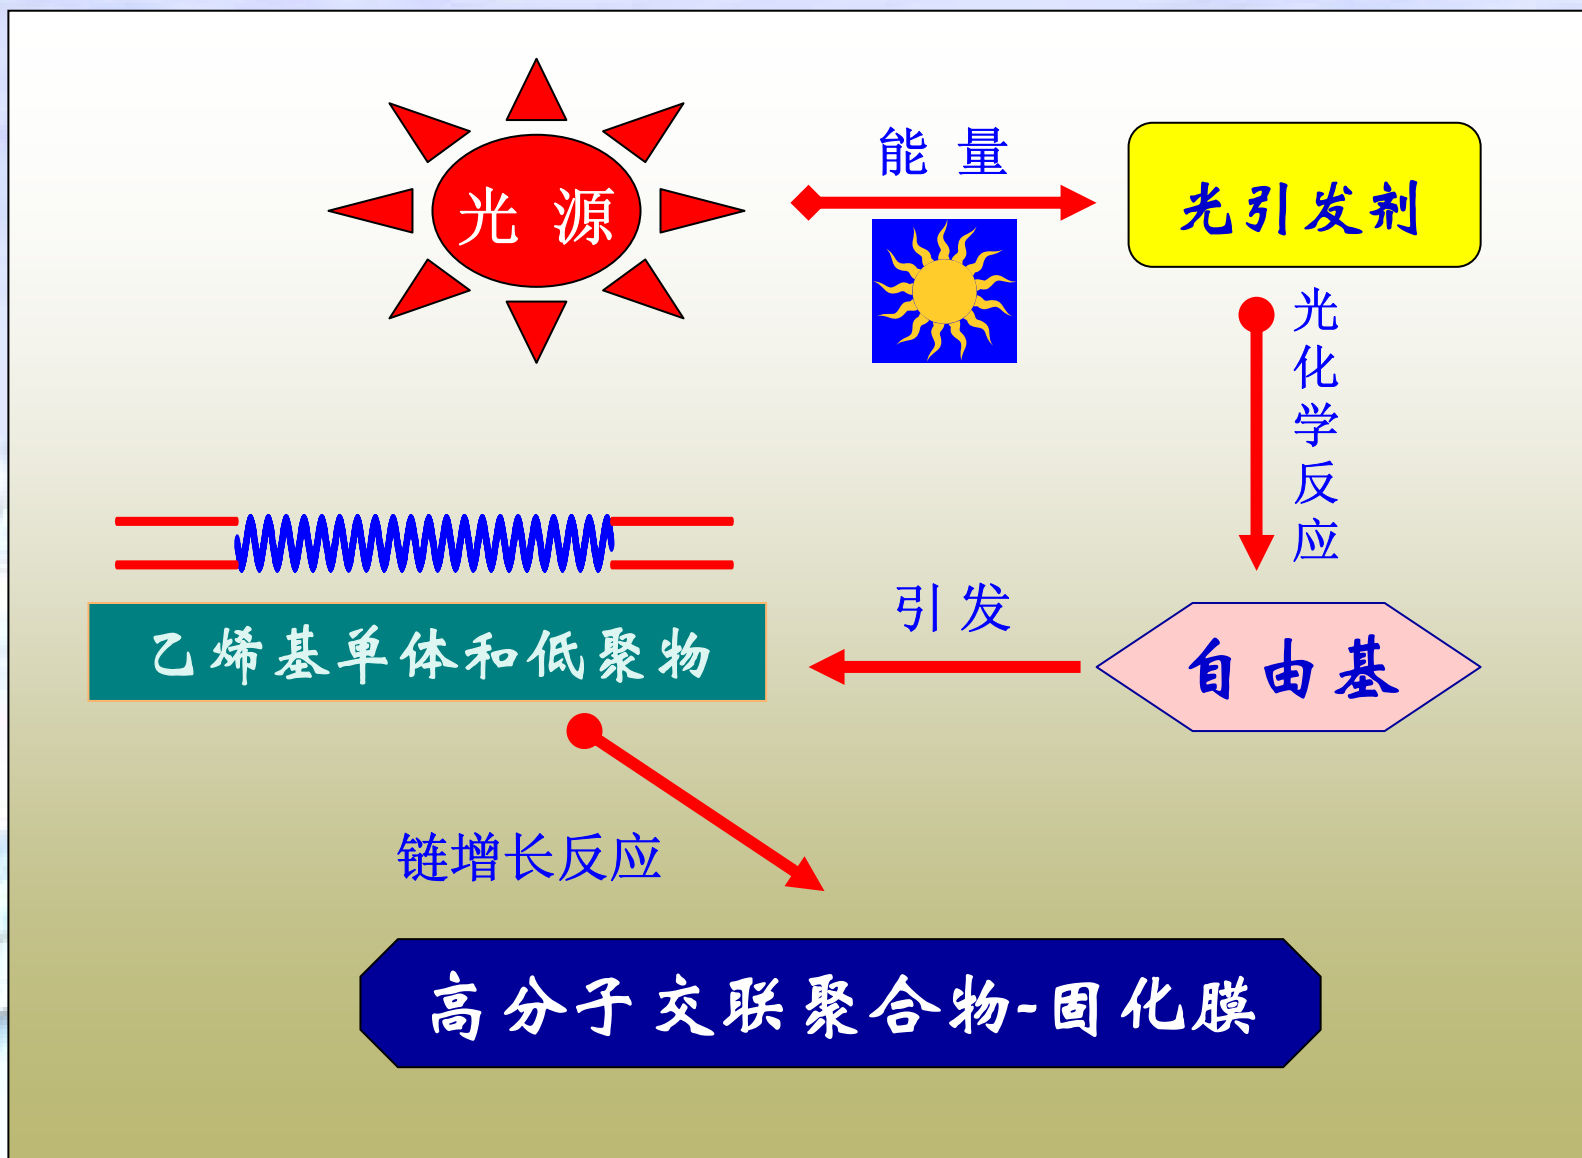 光 源
能 量
光引发剂
光化学反应
自由基
引 发
乙烯基单体和低聚物
链增长反应
高分子交联聚合物-固化膜